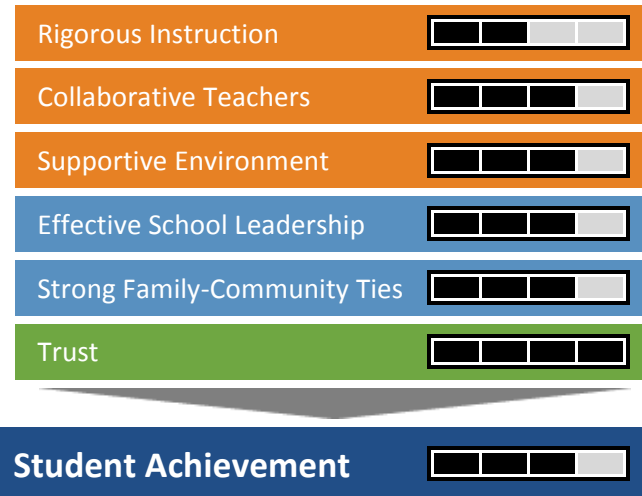 Rigorous Instruction
Collaborative Teachers
Supportive Environment
Effective School Leadership
Strong Family-Community Ties
Trust
Student Achievement